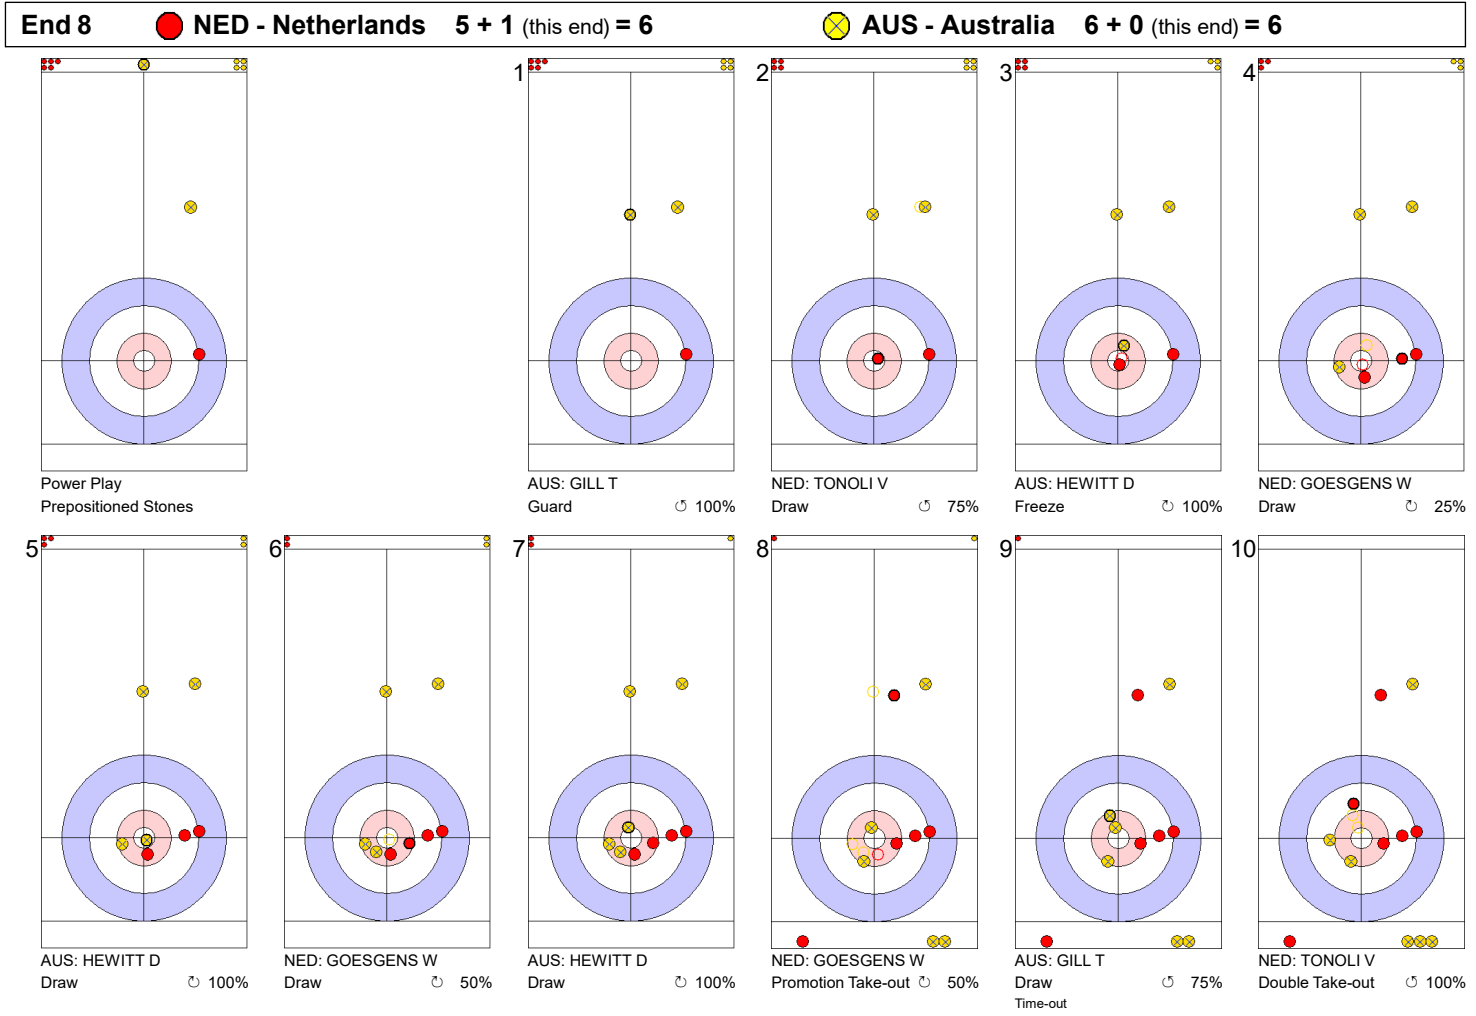 End 8 NED - Netherlands 5 + 1 (this end) = 6 AUS - Australia 6 + 0 (this end) = 6
Power Play
Prepositioned Stones
1
AUS: GILL T
Guard ↺ 100%
2
NED: TONOLI V
Draw ↺ 75%
3
AUS: HEWITT D
Freeze ↻ 100%
4
NED: GOESGENS W
Draw ↻ 25%
5
AUS: HEWITT D
Draw ↻ 100%
6
NED: GOESGENS W
Draw ↻ 50%
7
AUS: HEWITT D
Draw ↻ 100%
8
NED: GOESGENS W
Promotion Take-out ↻ 50%
9
AUS: GILL T
Draw ↻ 75%
Time-out
10
NED: TONOLI V
Double Take-out ↻ 100%